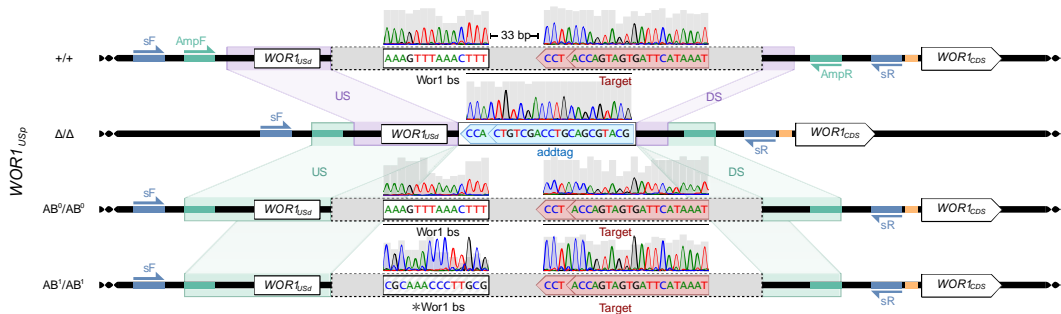 WOR1USp
+/+
sF
AmpF
WOR1USd
AAAGTTTAAACTTT
Wor1 bs
33 bp
CCT ACCAGTAGTGATTCATAAAT
Target
AmpR
sR
WOR1CDS
US
DS
Δ/Δ
sF
WOR1USd
CCA CTGTCGACCTGCAGCGTACG
addtag
sR
WOR1CDS
US
DS
AB⁰/AB⁰
sF
WOR1USd
AAAGTTTAAACTTT
Wor1 bs
CCT ACCAGTAGTGATTCATAAAT
Target
sR
WOR1CDS
AB¹/AB¹
sF
WOR1USd
CGCAAACCCTTGCG
*Wor1 bs
CCT ACCAGTAGTGATTCATAAAT
Target
sR
WOR1CDS